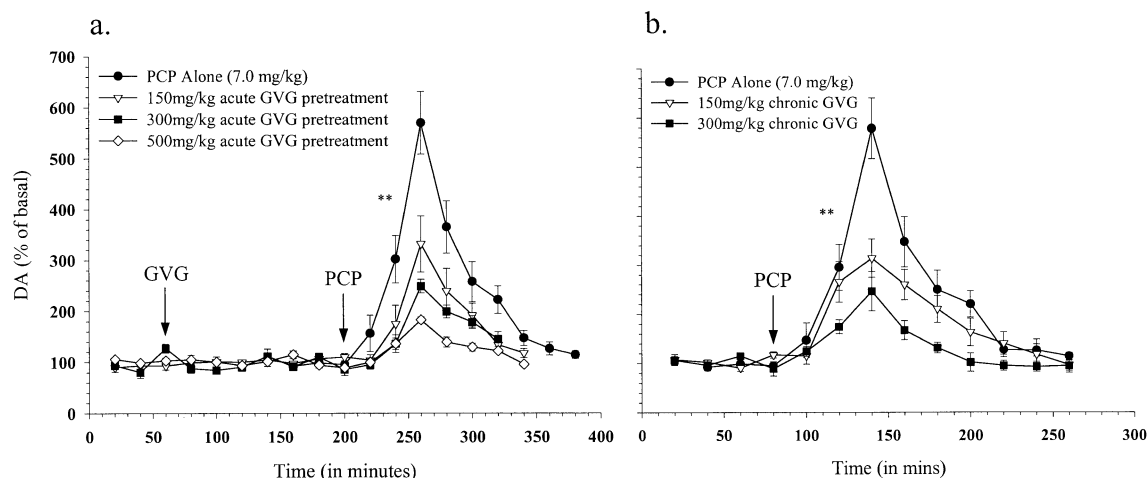 a.
700
600
500
400
300
200
100
0
DA (% of basal)
PCP Alone (7.0 mg/kg)
150mg/kg acute GVG pretreatment
300mg/kg acute GVG pretreatment
500mg/kg acute GVG pretreatment
**
GVG
PCP
0 50 100 150 200 250 300 350 400
Time (in minutes)
b.
PCP Alone (7.0 mg/kg)
150mg/kg chronic GVG
300mg/kg chronic GVG
**
PCP
0 50 100 150 200 250 300
Time (in mins)